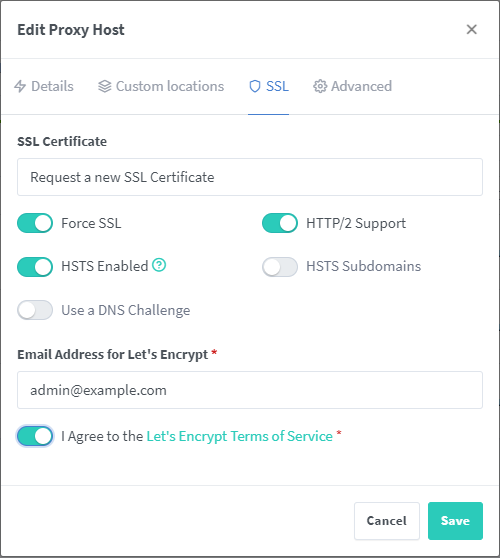 Edit Proxy Host
Details Custom locations SSL Advanced
SSL Certificate
Request a new SSL Certificate
Force SSL HTTP/2 Support
HSTS Enabled HSTS Subdomains
Use a DNS Challenge
Email Address for Let's Encrypt *
admin@example.com
I Agree to the Let's Encrypt Terms of Service *
Cancel Save